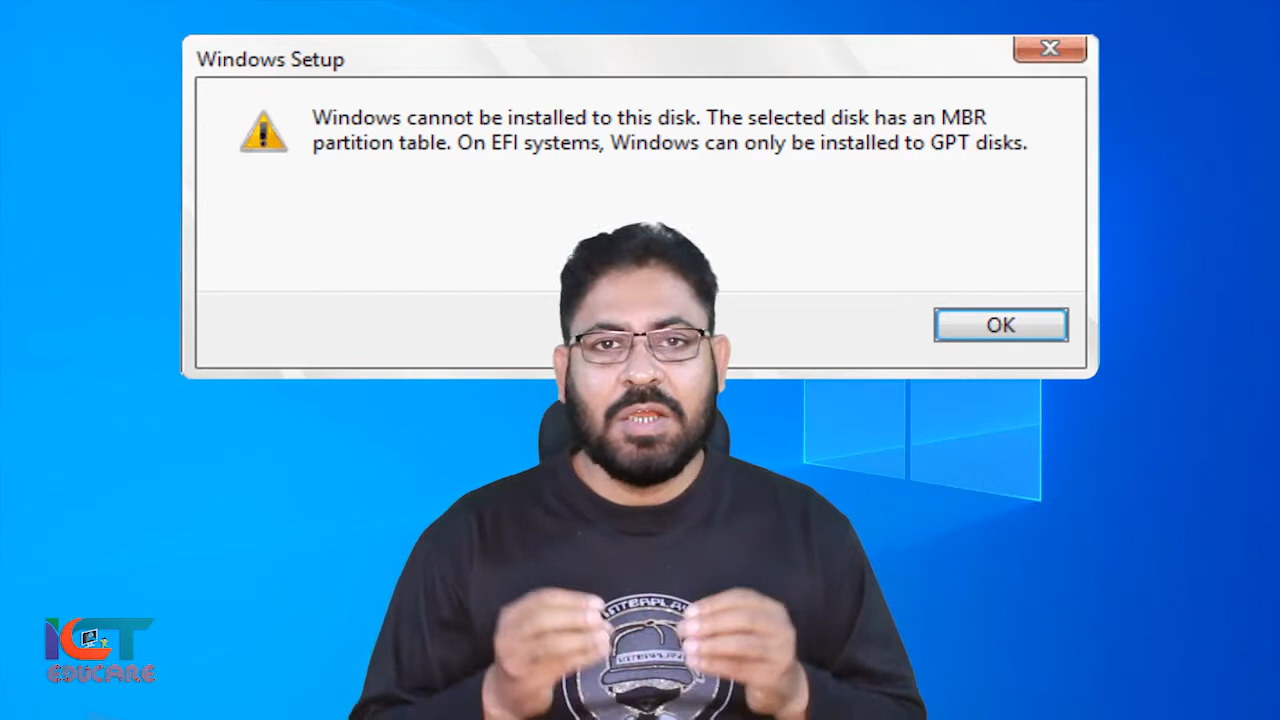 Windows Setup
Windows cannot be installed to this disk. The selected disk has an MBR
partition table. On EFI systems, Windows can only be installed to GPT disks.
OK
ICT
EDUCARE